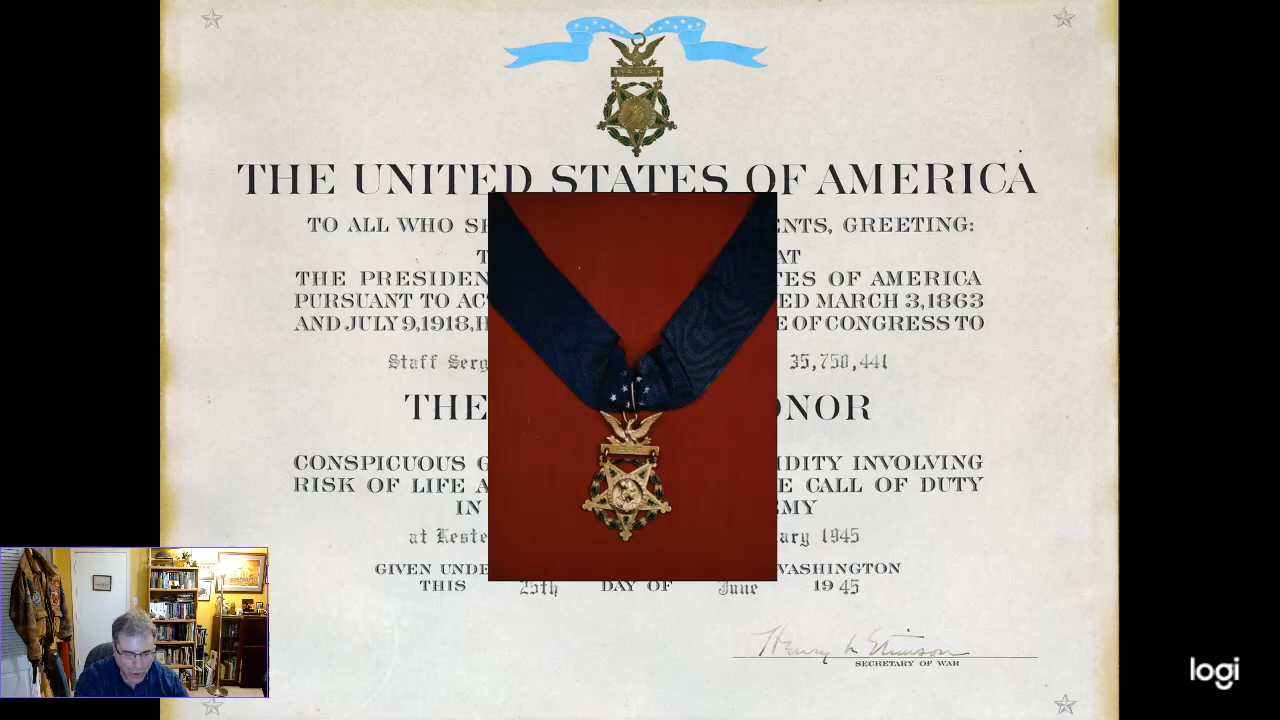 THE UNITED STATES OF AMERICA
TO ALL WHO ENTS, GREETING:
AT
THE PRESIDEN TES OF AMERICA
PURSUANT TO AC ED MARCH 3, 1863
AND JULY 9, 1918, E OF CONGRESS TO
Staff Serg 35,750,441
THE ONOR
CONSPICUOUS G IDITY INVOLVING
RISK OF LIFE A E CALL OF DUTY
IN MY
at Keste ary 1945
GIVEN UNDE WASHINGTON
THIS 25th DAY OF June 1945
Henry L Stimson
SECRETARY OF WAR
logi